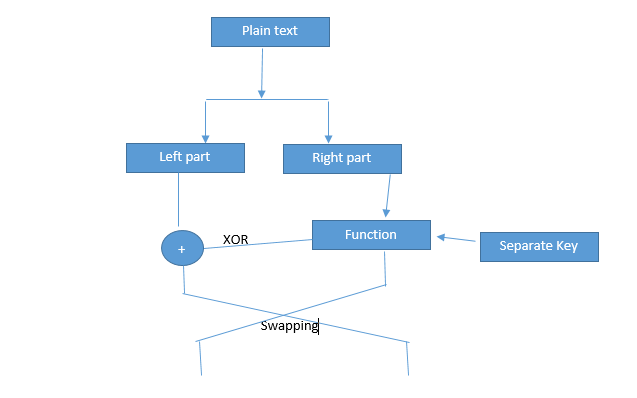 Plain text
Left part
Right part
Function
XOR
+
Separate Key
Swapping